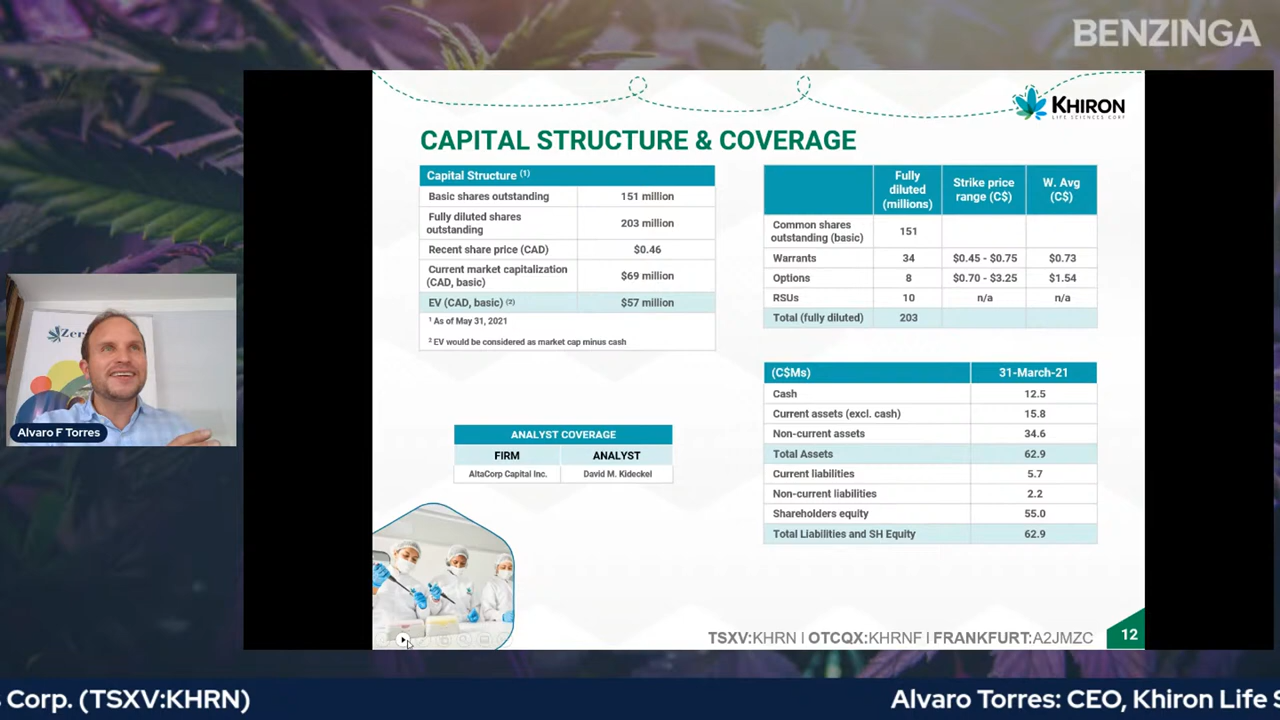 BENZINGA
KHIRON
LIFE SCIENCES CORP
CAPITAL STRUCTURE & COVERAGE
Capital Structure (1)
Basic shares outstanding 151 million
Fully diluted shares
outstanding 203 million
Recent share price (CAD) $0.46
Current market capitalization
(CAD, basic) $69 million
EV (CAD, basic) (2) $57 million
1 As of May 31, 2021
2 EV would be considered as market cap minus cash
Fully
diluted
(millions)
Strike price
range (C$)
W. Avg
(C$)
Common shares
outstanding (basic) 151
Warrants 34 $0.45 - $0.75 $0.73
Options 8 $0.70 - $3.25 $1.54
RSUs 10 n/a n/a
Total (fully diluted) 203
(C$Ms) 31-March-21
Cash 12.5
Current assets (excl. cash) 15.8
Non-current assets 34.6
Total Assets 62.9
Current liabilities 5.7
Non-current liabilities 2.2
Shareholders equity 55.0
Total Liabilities and SH Equity 62.9
ANALYST COVERAGE
FIRM ANALYST
AltaCorp Capital Inc. David M. Kideckel
Alvaro F Torres
TSXV:KHRN | OTCQX:KHRNF | FRANKFURT:A2JMZC
12
Corp. (TSXV:KHRN)
Alvaro Torres: CEO, Khiron Life